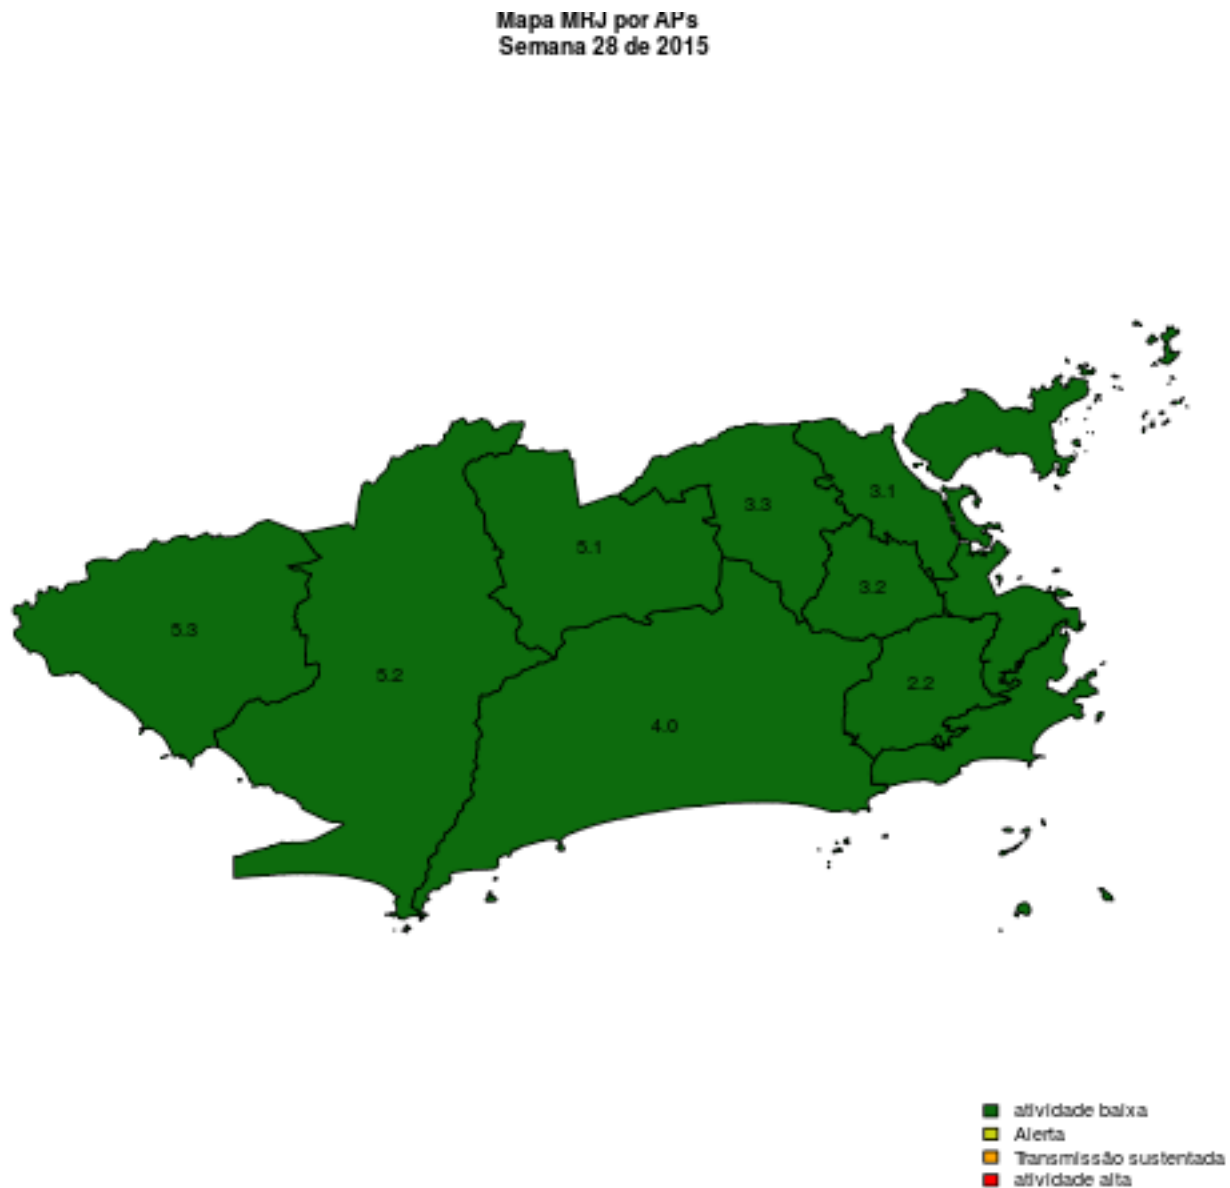 Mapa MRJ por APs
Semana 28 de 2015
3.1
3.3
5.1
3.2
5.3
5.2
2.2
4.0
atividade baixa
Alerta
Transmissão sustentada
atividade alta